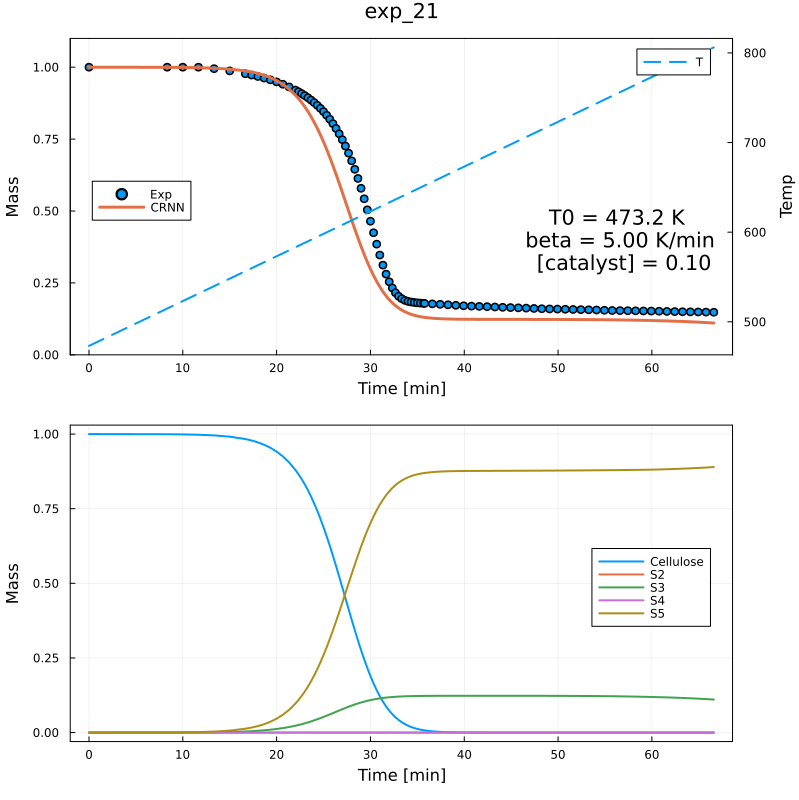 exp_21
1.00
0.75
0.50
0.25
0.00
Mass
800
700
600
500
Temp
T
Exp
CRNN
T0 = 473.2 K
beta = 5.00 K/min
[catalyst] = 0.10
0 10 20 30 40 50 60
Time [min]
1.00
0.75
0.50
0.25
0.00
Mass
Cellulose
S2
S3
S4
S5
0 10 20 30 40 50 60
Time [min]